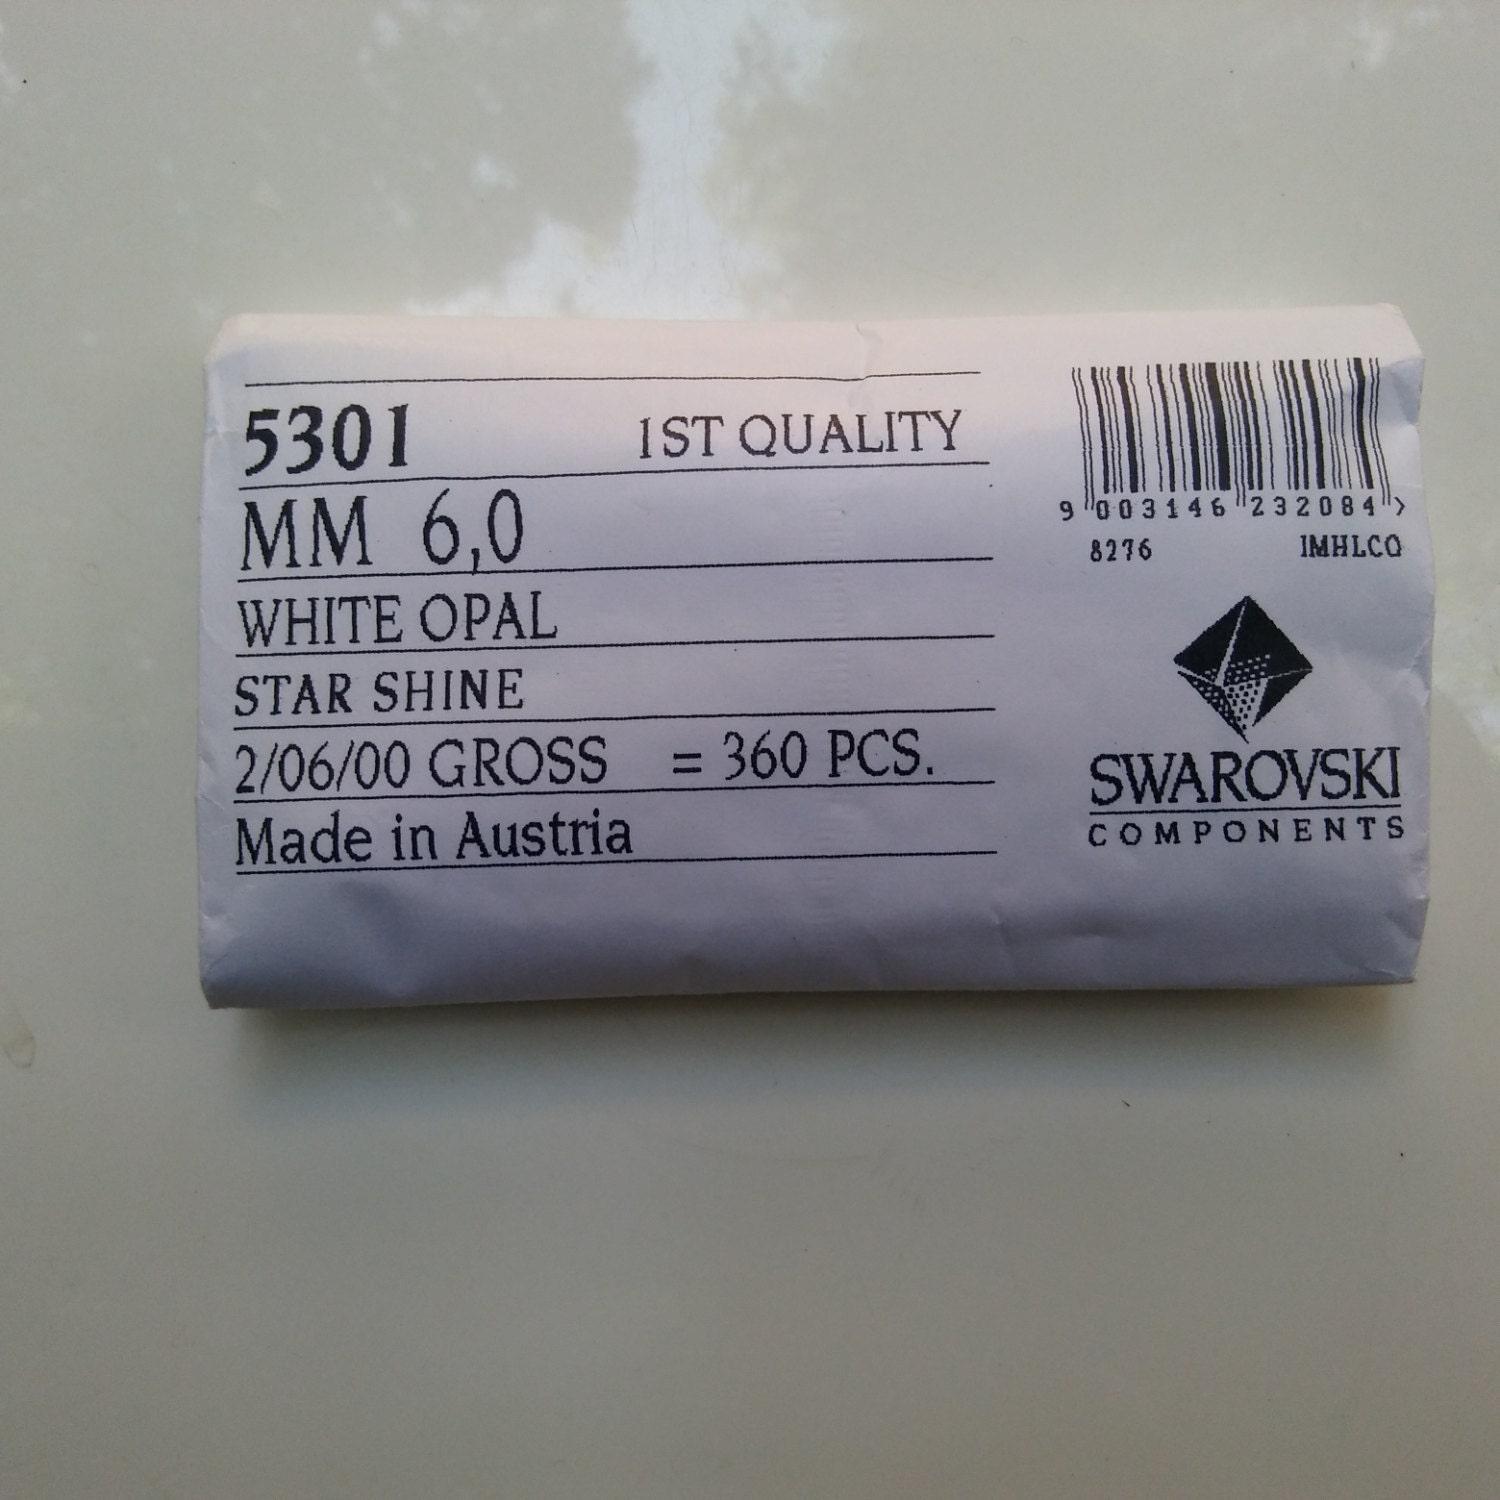 5301 1ST QUALITY
MM 6,0
WHITE OPAL
STAR SHINE
2/06/00 GROSS = 360 PCS.
Made in Austria
9 003146 232084 >
8276 IMHLCO
SWAROVSKI
COMPONENTS